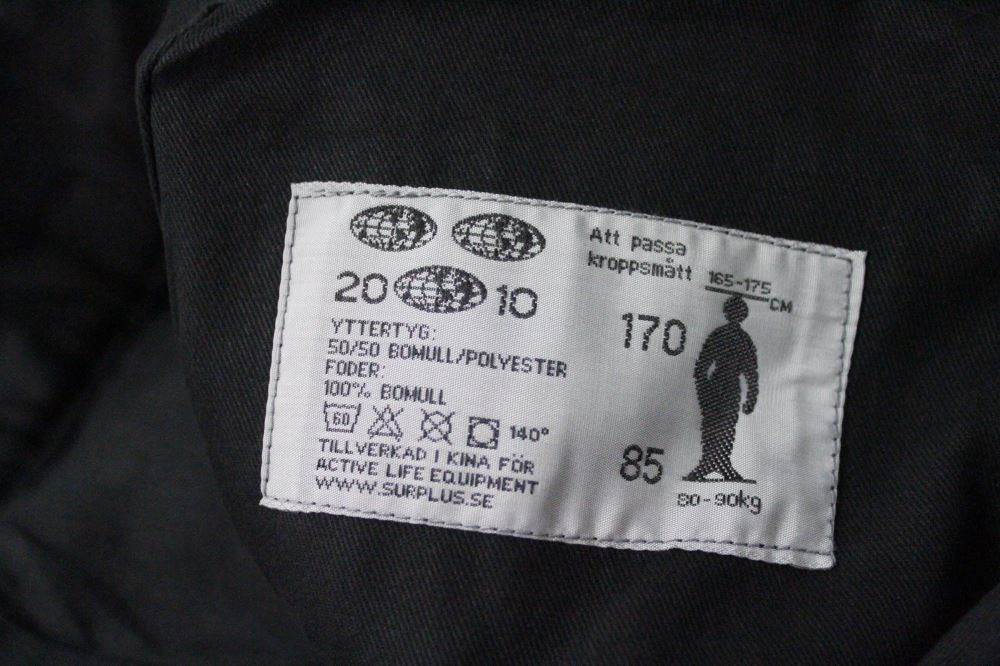 20 10
YTTERTYG:
50/50 BOMULL/POLYESTER
FODER:
100% BOMULL
60 140°
TILLVERKAD I KINA FÖR
ACTIVE LIFE EQUIPMENT
WWW.SURPLUS.SE
Att passa
kroppsmått 165-175
CM
170
85
80-90kg